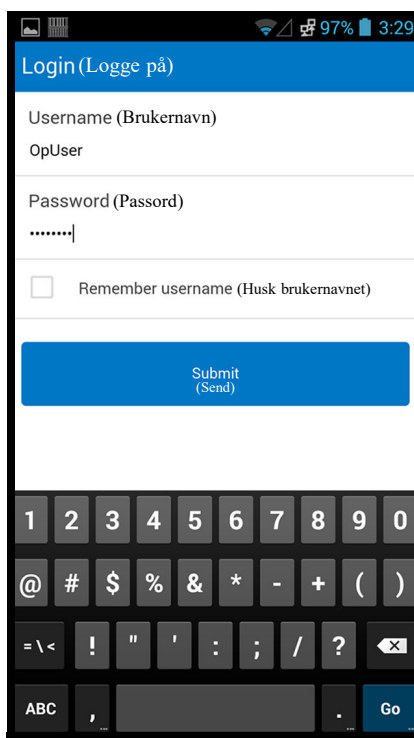 97% 3:29
Login (Logge på)
Username (Brukernavn)
OpUser
Password (Passord)
••••••••
Remember username (Husk brukernavnet)
Submit
(Send)
1 2 3 4 5 6 7 8 9 0
@ # $ % & * - + ( )
= \ < ! " ' : ; / ?
ABC , . Go